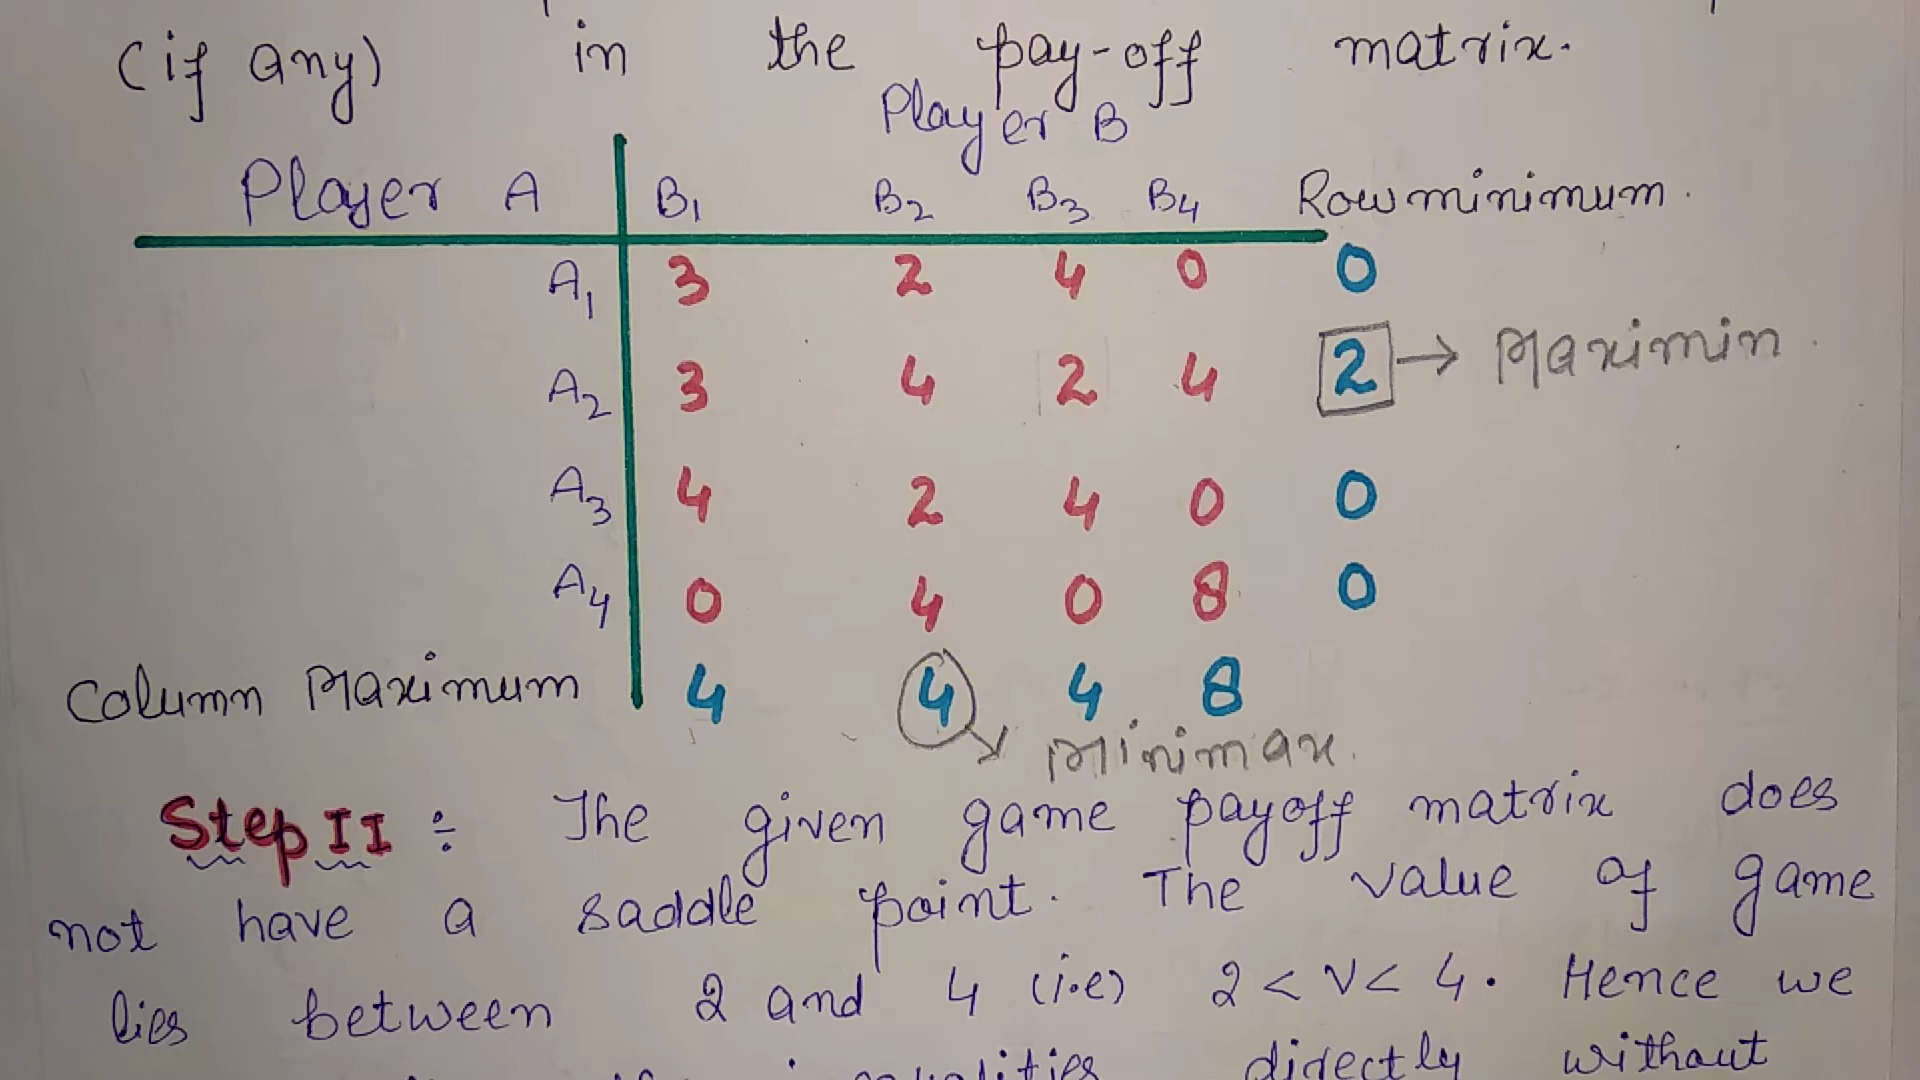 (if any) in the pay-off matrix.
Player B
Player A B1 B2 B3 B4 Row minimum.
A1 3 2 4 0 0
A2 3 4 2 4 2 → Maximin.
A3 4 2 4 0 0
A4 0 4 0 8 0
Column Maximum 4 4 4 8
Minimax.
Step II : The given game payoff matrix does
not have a saddle point. The value of game
lies between 2 and 4 (i.e) 2 < V < 4. Hence we
directly without